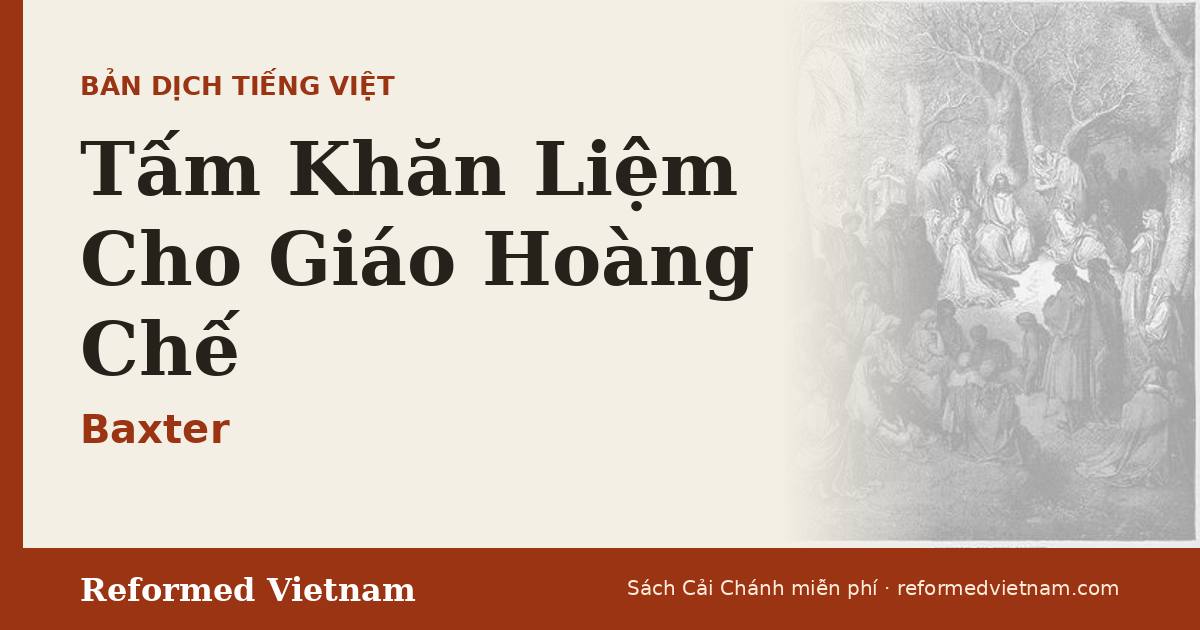 BẢN DỊCH TIẾNG VIỆT
Tấm Khăn Liệm
Cho Giáo Hoàng
Chế
Baxter
Reformed Vietnam
Sách Cải Chánh miễn phí · reformedvietnam.com